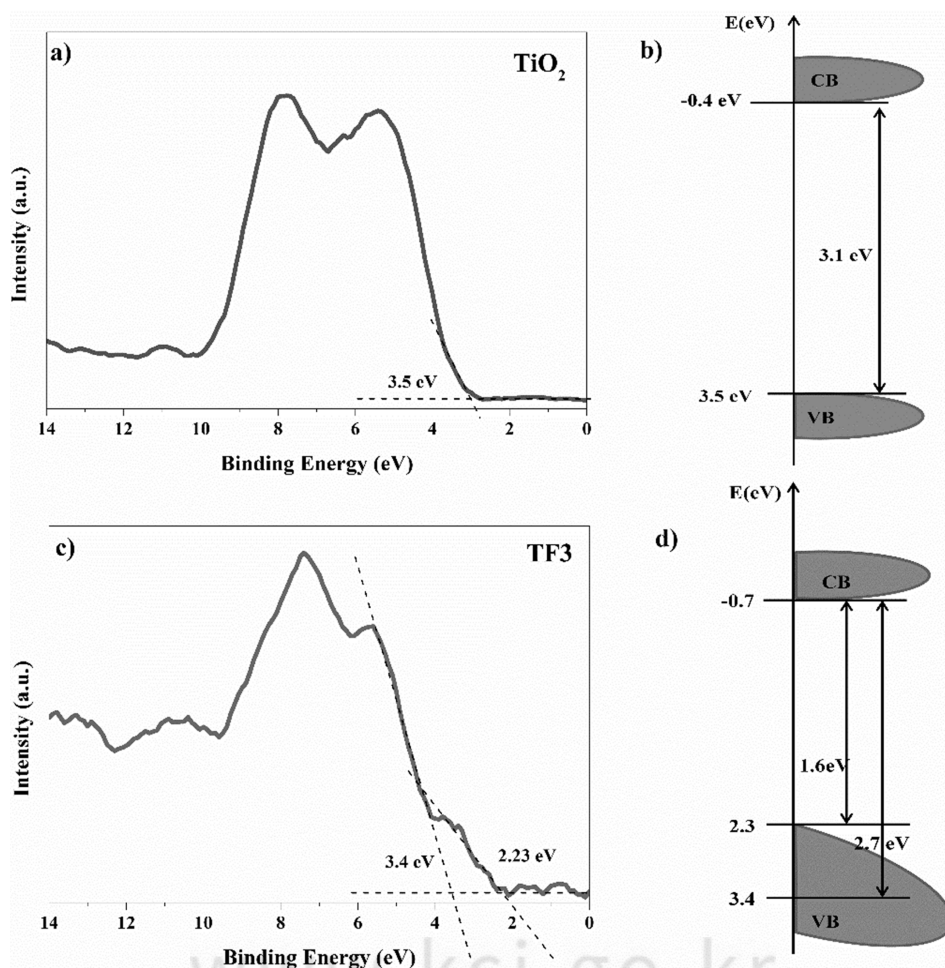 a)
TiO2
Intensity (a.u.)
3.5 eV
14 12 10 8 6 4 2 0
Binding Energy (eV)
b)
E(eV)
CB
-0.4 eV
3.1 eV
3.5 eV
VB
c)
TF3
Intensity (a.u.)
3.4 eV
2.23 eV
14 12 10 8 6 4 2 0
Binding Energy (eV)
d)
E(eV)
CB
-0.7
1.6eV
2.3
2.7 eV
3.4
VB